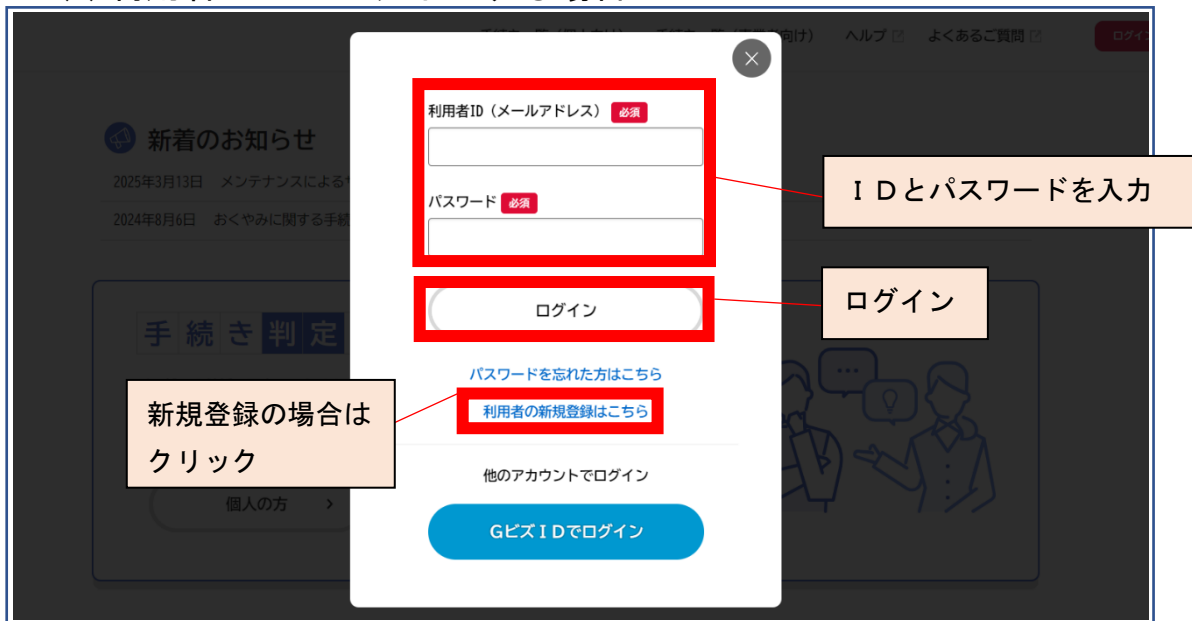 向け）
ヘルプ
よくあるご質問
利用者ID（メールアドレス） 必須
新着のお知らせ
2025年3月13日 メンテナンスによる
パスワード 必須
ＩＤとパスワードを入力
2024年8月6日 おくやみに関する手続
ログイン
ログイン
手続き判定
パスワードを忘れた方はこちら
利用者の新規登録はこちら
新規登録の場合は
クリック
他のアカウントでログイン
個人の方
GビズＩＤでログイン